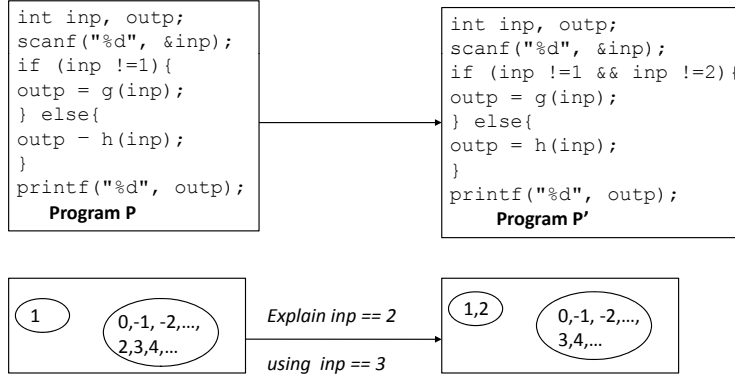 int inp, outp;
scanf("%d", &inp);
if (inp !=1){
outp = g(inp);
} else{
outp – h(inp);
}
printf("%d", outp);
Program P
int inp, outp;
scanf("%d", &inp);
if (inp !=1 && inp !=2){
outp = g(inp);
} else{
outp = h(inp);
}
printf("%d", outp);
Program P’
1
0,-1, -2,…,
2,3,4,…
Explain inp == 2
using inp == 3
1,2
0,-1, -2,…,
3,4,…